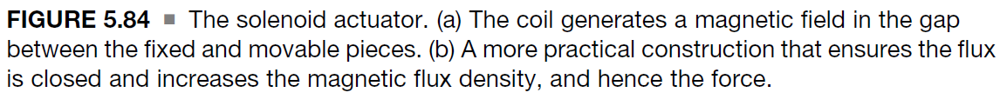 FIGURE 5.84 ■ The solenoid actuator. (a) The coil generates a magnetic field in the gap
between the fixed and movable pieces. (b) A more practical construction that ensures the flux
is closed and increases the magnetic flux density, and hence the force.